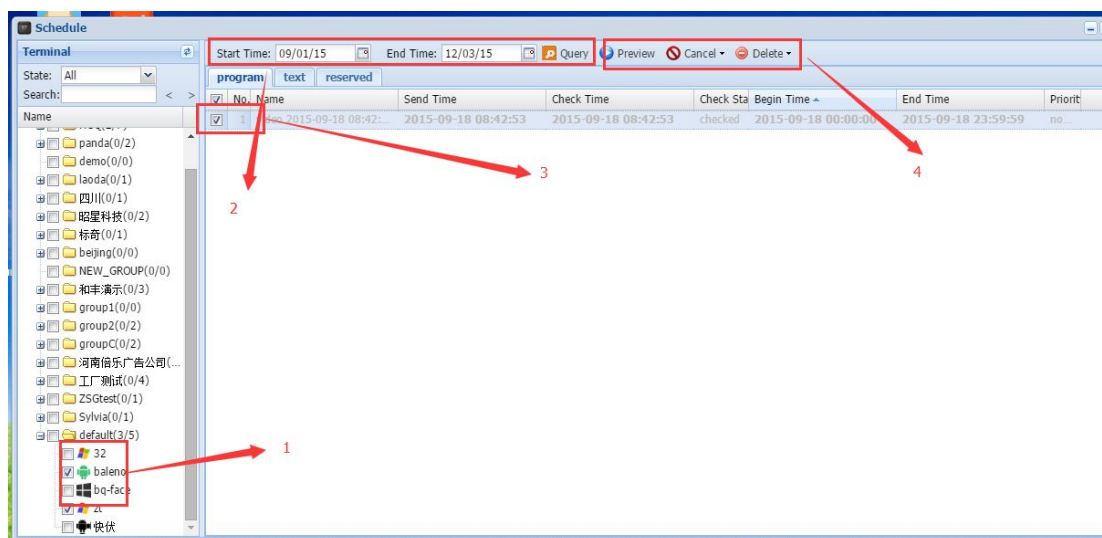 Schedule
Terminal
Start Time: 09/01/15 End Time: 12/03/15 Query Preview Cancel Delete
State: All
program text reserved
Search: < >
No. Name Send Time Check Time Check Sta Begin Time End Time Priorit
Name
1 2015-09-18 08:42:... 2015-09-18 08:42:53 2015-09-18 08:42:53 checked 2015-09-18 00:00:00 2015-09-18 23:59:59 no...
panda(0/2)
demo(0/0)
3
4
laoda(0/1)
四川(0/1)
2
昭星科技(0/2)
标奇(0/1)
beijing(0/0)
NEW_GROUP(0/0)
和丰演示(0/3)
group1(0/0)
group2(0/2)
groupC(0/2)
河南倍乐广告公司(...
工厂测试(0/4)
ZSGtest(0/1)
Sylvia(0/1)
default(3/5)
1
32
baleno
bq-face
快伏